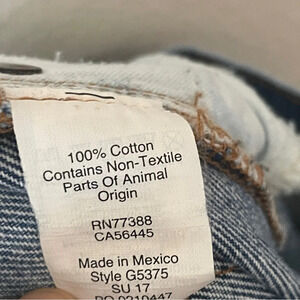 100% Cotton
Contains Non-Textile
Parts Of Animal
Origin
RN77388
CA56445
Made in Mexico
Style G5375
SU 17